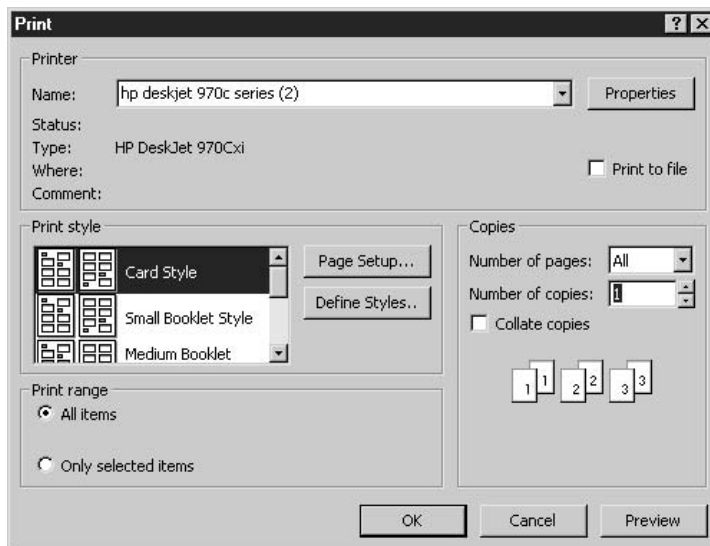 Print
Printer
Name: hp deskjet 970c series (2) Properties
Status:
Type: HP DeskJet 970Cxi
Where:
Print to file
Comment:
Print style
Card Style
Small Booklet Style
Medium Booklet
Page Setup...
Define Styles..
Copies
Number of pages: All
Number of copies: 1
Collate copies
1 1 2 2 3 3
Print range
All items
Only selected items
OK Cancel Preview